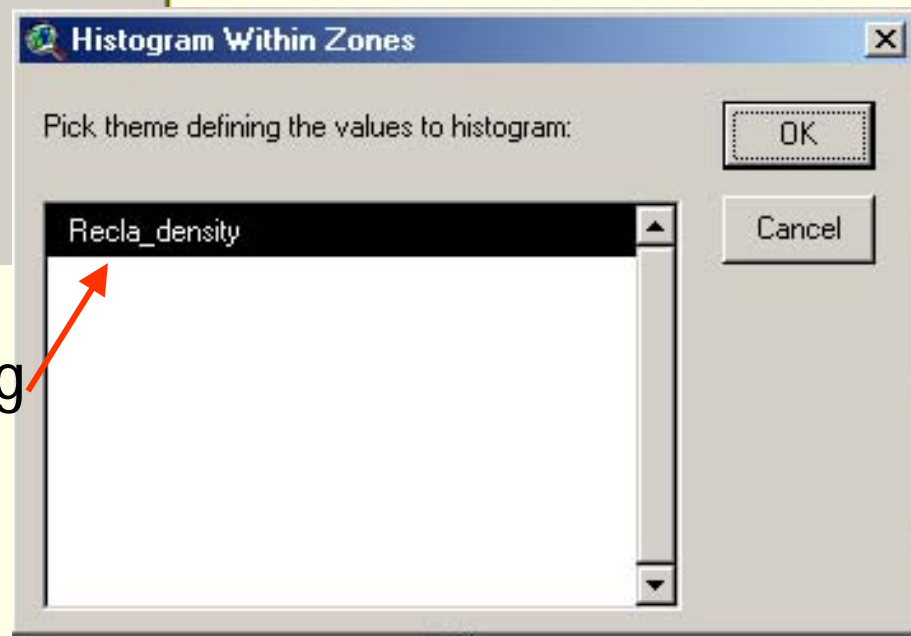 Histogram Within Zones
Pick theme defining the values to histogram:
OK
Recla_density
Cancel
g